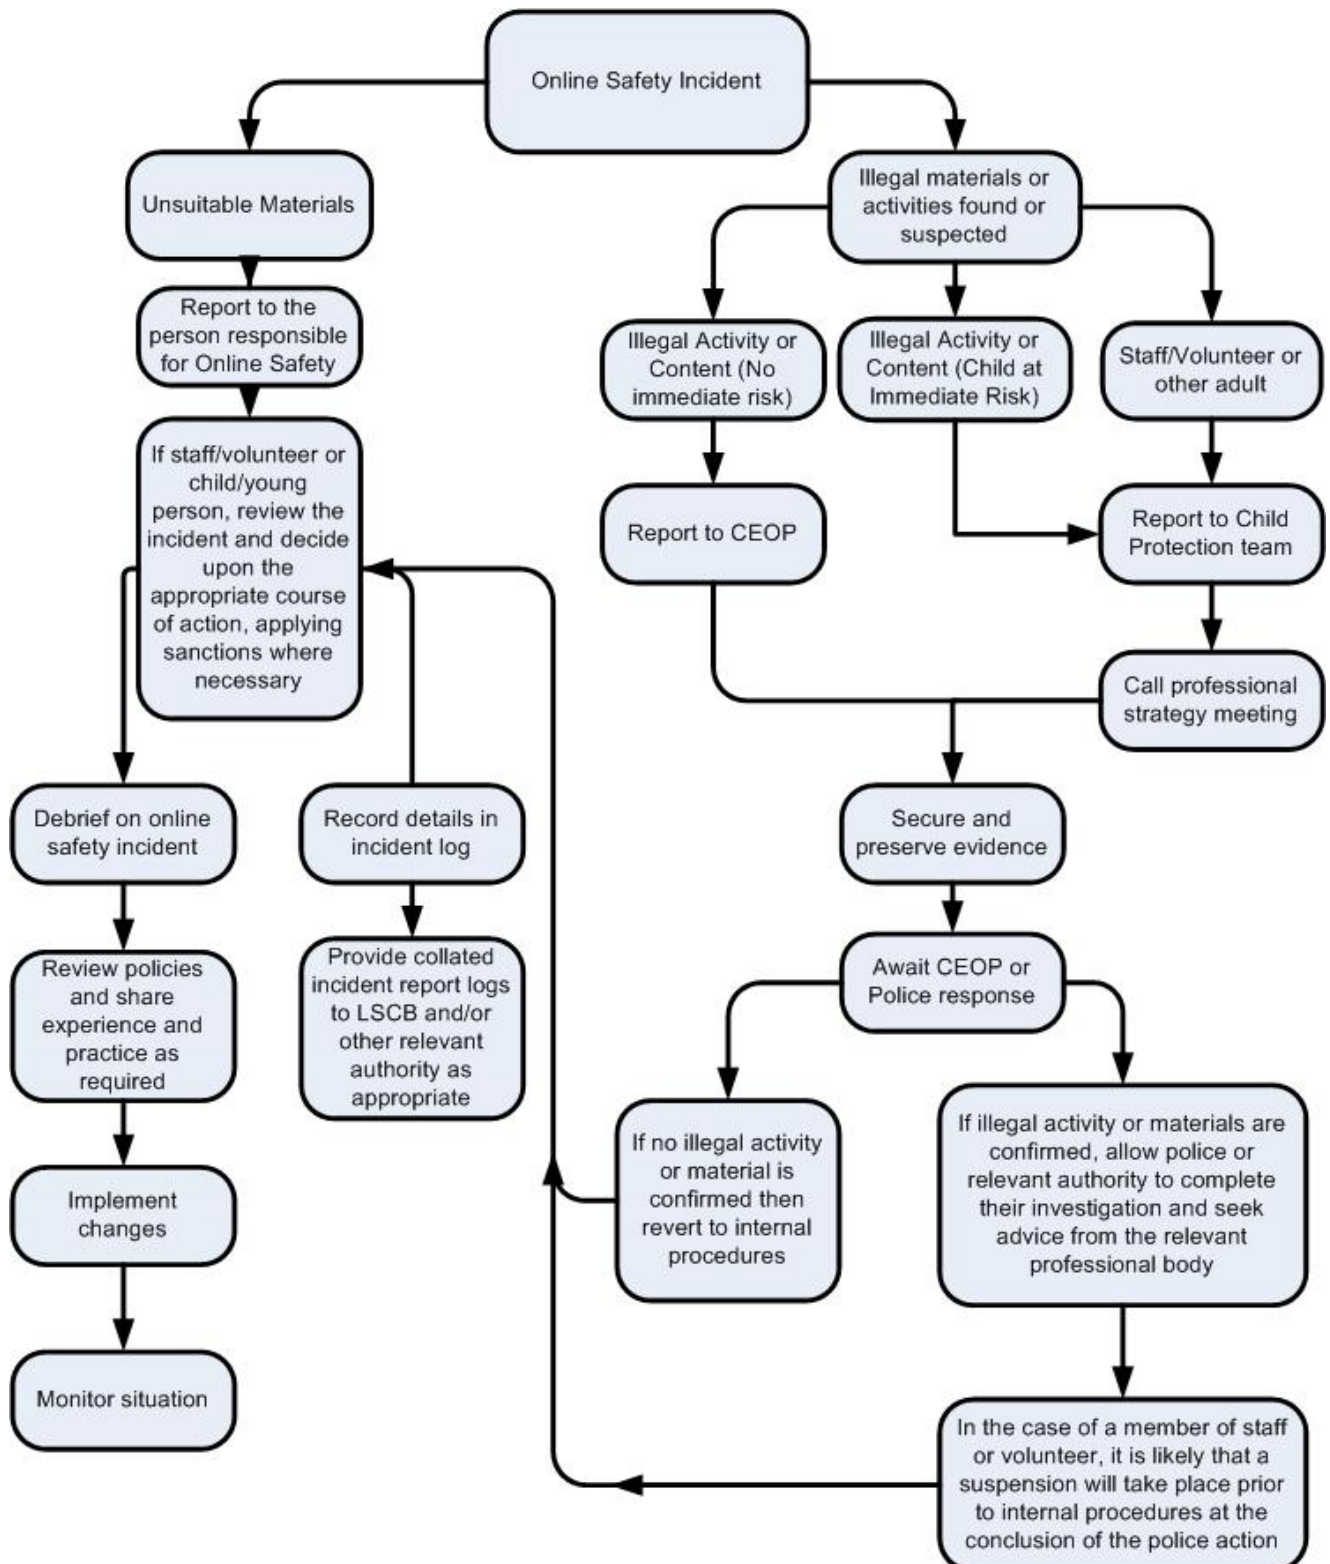 Online Safety Incident
Unsuitable Materials
Report to the
person responsible
for Online Safety
If staff/volunteer or
child/young
person, review the
incident and decide
upon the
appropriate course
of action, applying
sanctions where
necessary
Debrief on online
safety incident
Review policies
and share
experience and
practice as
required
Implement
changes
Monitor situation
Record details in
incident log
Provide collated
incident report logs
to LSCB and/or
other relevant
authority as
appropriate
Illegal materials or
activities found or
suspected
Illegal Activity or
Content (No
immediate risk)
Illegal Activity or
Content (Child at
Immediate Risk)
Staff/Volunteer or
other adult
Report to CEOP
Report to Child
Protection team
Call professional
strategy meeting
Secure and
preserve evidence
Await CEOP or
Police response
If no illegal activity
or material is
confirmed then
revert to internal
procedures
If illegal activity or materials are
confirmed, allow police or
relevant authority to complete
their investigation and seek
advice from the relevant
professional body
In the case of a member of staff
or volunteer, it is likely that a
suspension will take place prior
to internal procedures at the
conclusion of the police action